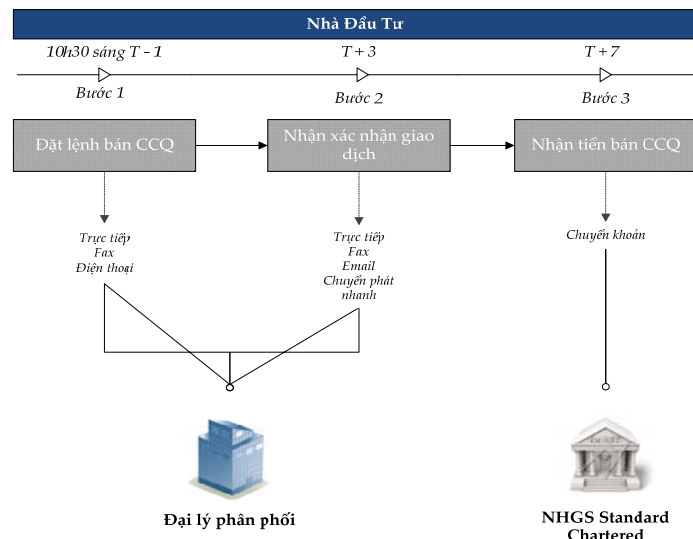 Nhà Đầu Tư
10h30 sáng T - 1
T + 3
T + 7
Bước 1
Bước 2
Bước 3
Đặt lệnh bán CCQ
Nhận xác nhận giao
dịch
Nhận tiền bán CCQ
Trực tiếp
Fax
Điện thoại
Trực tiếp
Fax
Email
Chuyển phát
nhanh
Chuyển khoản
Đại lý phân phối
NHGS Standard
Chartered